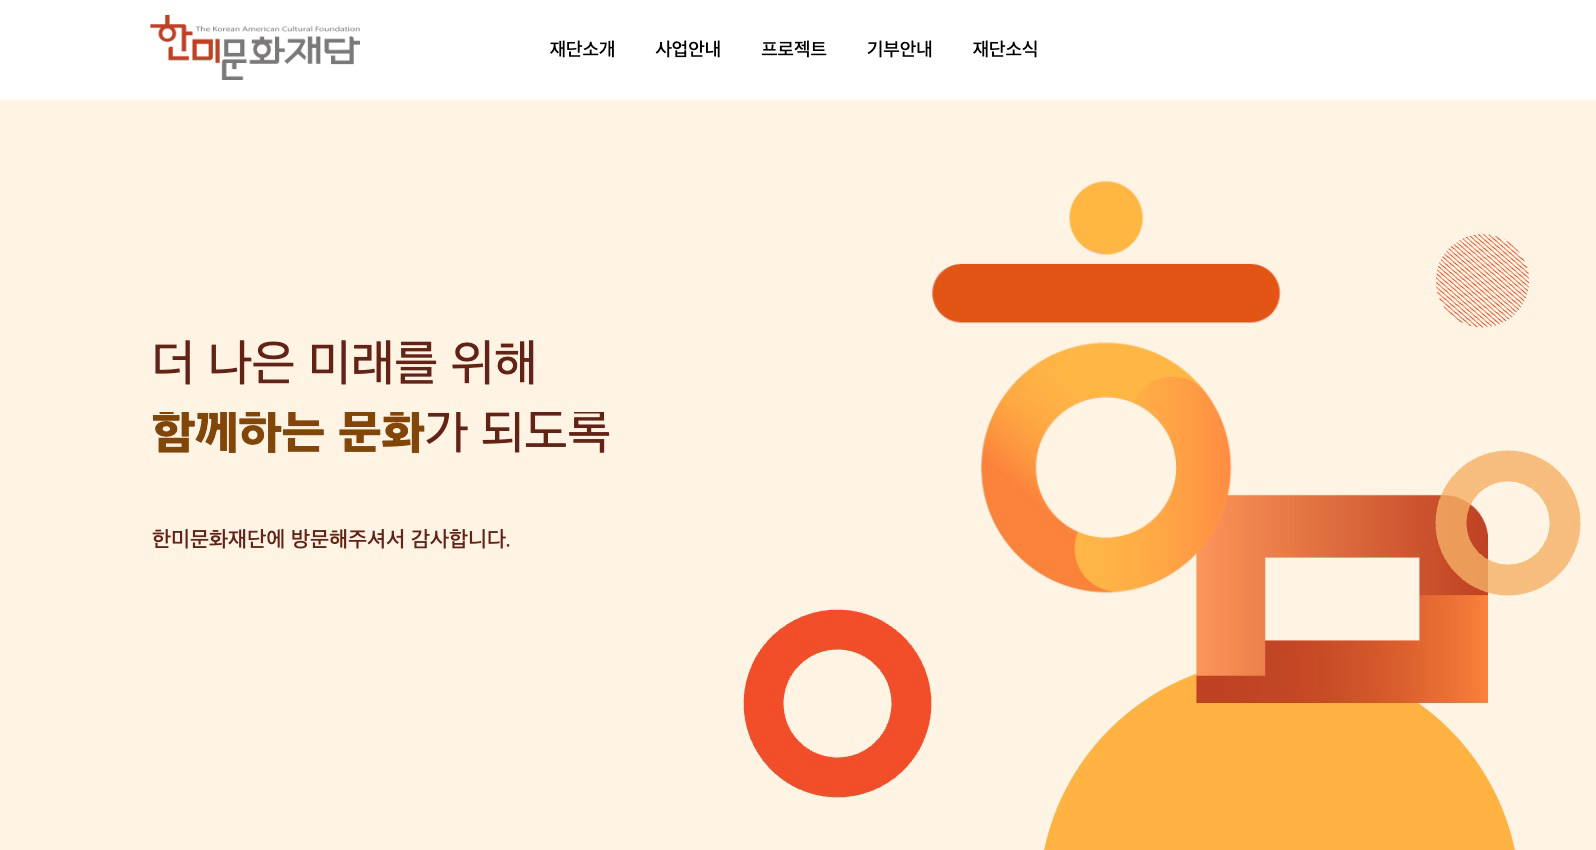 The Korean American Cultural Foundation
한미문화재단
재단소개 사업안내 프로젝트 기부안내 재단소식
더 나은 미래를 위해
함께하는 문화가 되도록
한미문화재단에 방문해주셔서 감사합니다.